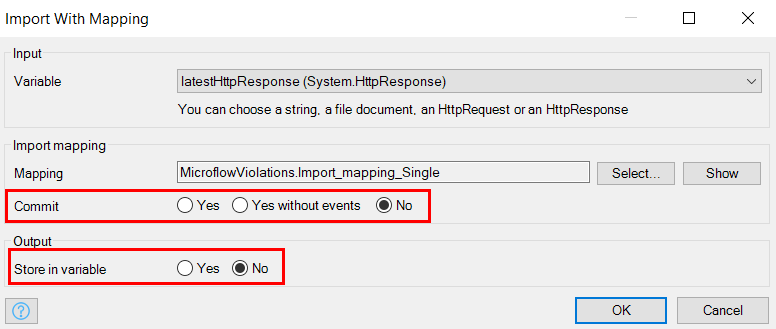 Import With Mapping
Input
Variable latestHttpResponse (System.HttpResponse)
You can choose a string, a file document, an HttpRequest or an HttpResponse
Import mapping
Mapping MicroflowViolations.Import_mapping_Single Select... Show
Commit Yes Yes without events No
Output
Store in variable Yes No
? OK Cancel